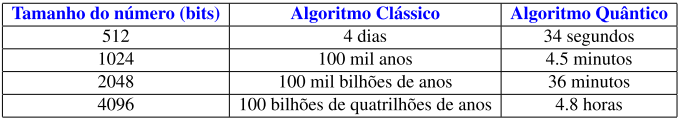 Tamanho do número (bits) Algoritmo Clássico Algoritmo Quântico
512 4 dias 34 segundos
1024 100 mil anos 4.5 minutos
2048 100 mil bilhões de anos 36 minutos
4096 100 bilhões de quatrilhões de anos 4.8 horas